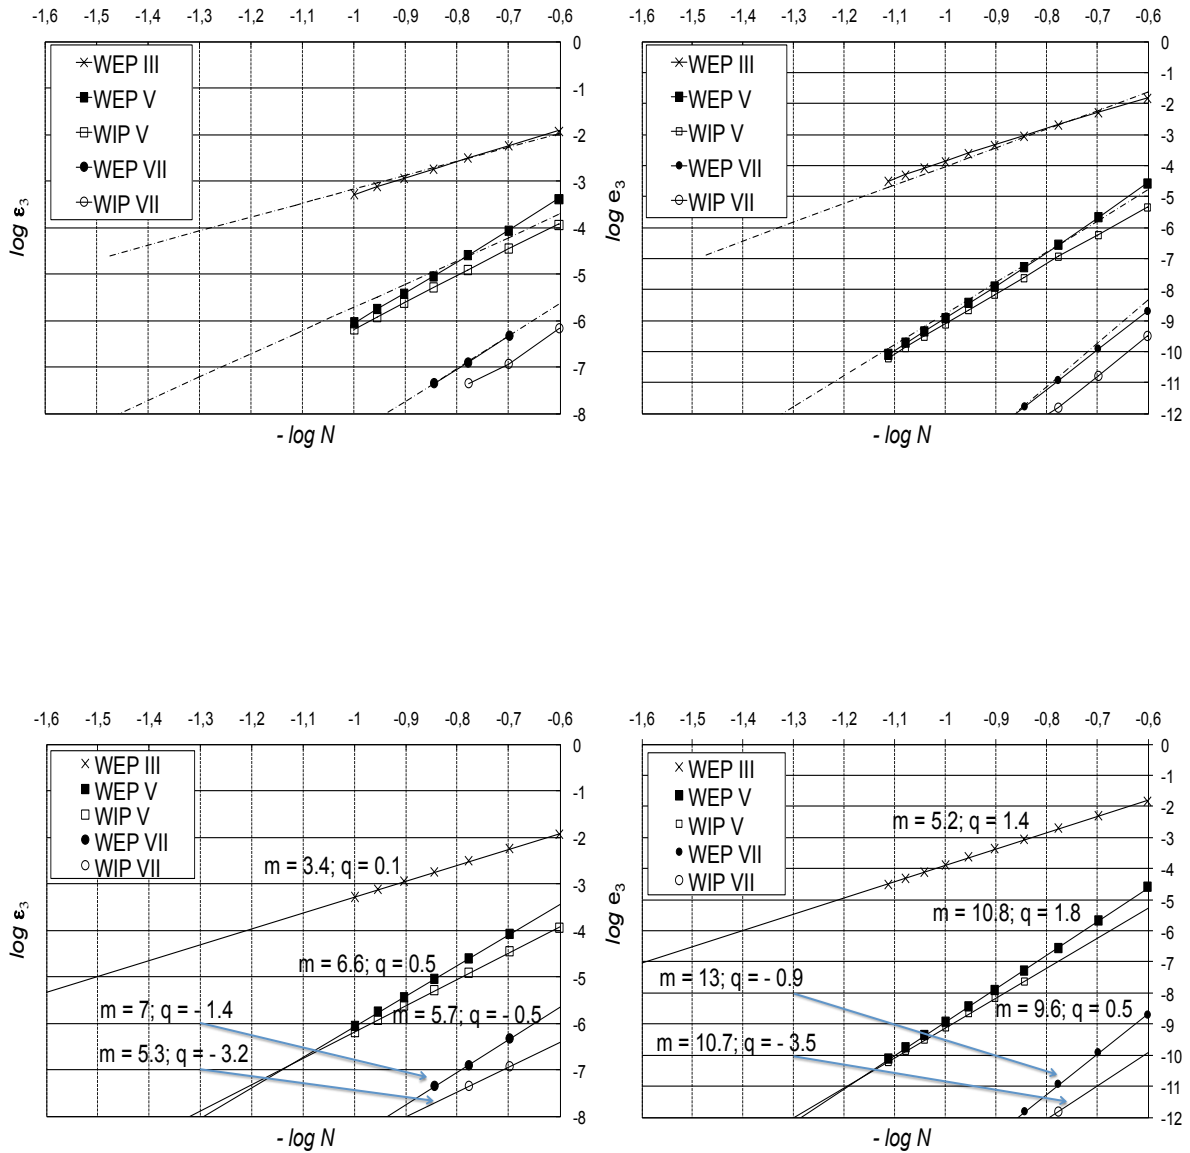 -1,6 -1,5 -1,4 -1,3 -1,2 -1,1 -1 -0,9 -0,8 -0,7 -0,6
0
-1
-2
-3
-4
-5
-6
-7
-8
WEP III
WEP V
WIP V
WEP VII
WIP VII
log ε3
- log N
-1,6 -1,5 -1,4 -1,3 -1,2 -1,1 -1 -0,9 -0,8 -0,7 -0,6
0
-1
-2
-3
-4
-5
-6
-7
-8
-9
-10
-11
-12
WEP III
WEP V
WIP V
WEP VII
WIP VII
log e3
- log N
-1,6 -1,5 -1,4 -1,3 -1,2 -1,1 -1 -0,9 -0,8 -0,7 -0,6
0
-1
-2
-3
-4
-5
-6
-7
-8
WEP III
WEP V
WIP V
WEP VII
WIP VII
m = 3.4; q = 0.1
m = 6.6; q = 0.5
m = 7; q = - 1.4
m = 5.7; q = - 0.5
m = 5.3; q = - 3.2
log ε3
- log N
-1,6 -1,5 -1,4 -1,3 -1,2 -1,1 -1 -0,9 -0,8 -0,7 -0,6
0
-1
-2
-3
-4
-5
-6
-7
-8
-9
-10
-11
-12
WEP III
WEP V
WIP V
WEP VII
WIP VII
m = 5.2; q = 1.4
m = 10.8; q = 1.8
m = 13; q = - 0.9
m = 9.6; q = 0.5
m = 10.7; q = - 3.5
log e3
- log N